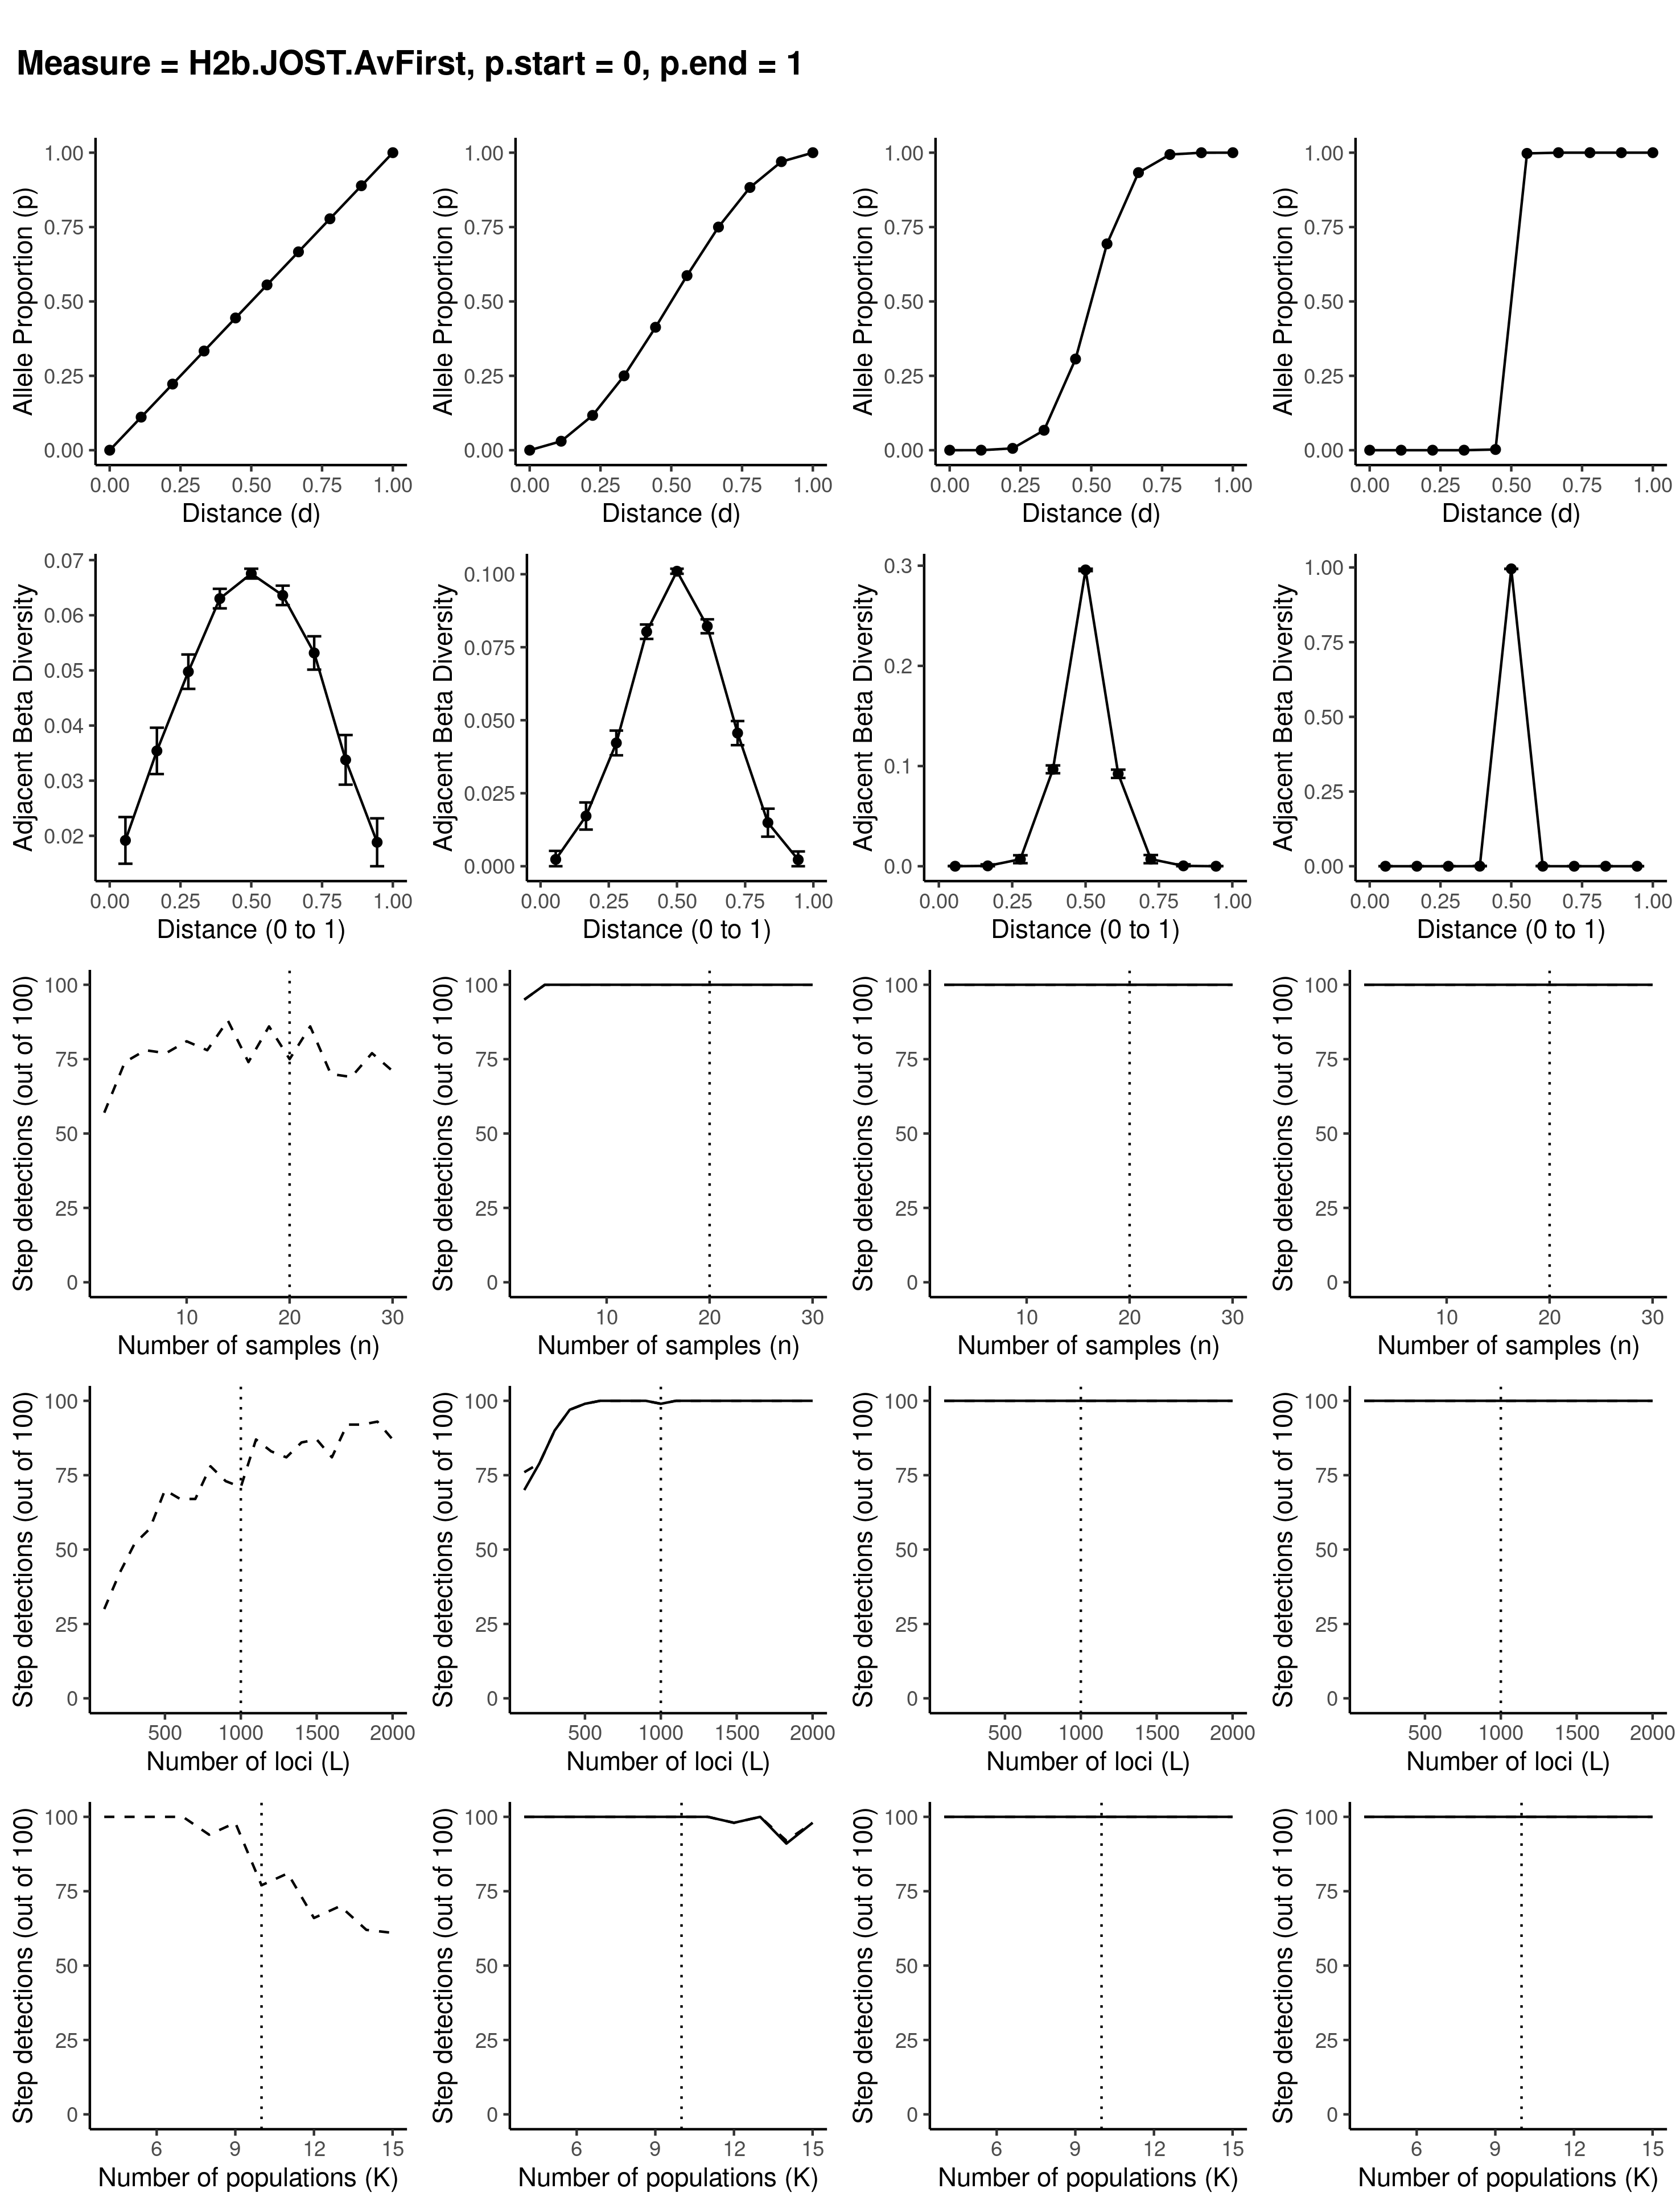 Measure = H2b.JOST.AvFirst, p.start = 0, p.end = 1
Allele Proportion (p)
1.00
0.75
0.50
0.25
0.00
0.00 0.25 0.50 0.75 1.00
Distance (d)
Allele Proportion (p)
1.00
0.75
0.50
0.25
0.00
0.00 0.25 0.50 0.75 1.00
Distance (d)
Allele Proportion (p)
1.00
0.75
0.50
0.25
0.00
0.00 0.25 0.50 0.75 1.00
Distance (d)
Allele Proportion (p)
1.00
0.75
0.50
0.25
0.00
0.00 0.25 0.50 0.75 1.00
Distance (d)
Adjacent Beta Diversity
0.07
0.06
0.05
0.04
0.03
0.02
0.00 0.25 0.50 0.75 1.00
Distance (0 to 1)
Adjacent Beta Diversity
0.100
0.075
0.050
0.025
0.000
0.00 0.25 0.50 0.75 1.00
Distance (0 to 1)
Adjacent Beta Diversity
0.3
0.2
0.1
0.0
0.00 0.25 0.50 0.75 1.00
Distance (0 to 1)
Adjacent Beta Diversity
1.00
0.75
0.50
0.25
0.00
0.00 0.25 0.50 0.75 1.00
Distance (0 to 1)
Step detections (out of 100)
100
75
50
25
0
10 20 30
Number of samples (n)
Step detections (out of 100)
100
75
50
25
0
10 20 30
Number of samples (n)
Step detections (out of 100)
100
75
50
25
0
10 20 30
Number of samples (n)
Step detections (out of 100)
100
75
50
25
0
10 20 30
Number of samples (n)
Step detections (out of 100)
100
75
50
25
0
500 1000 1500 2000
Number of loci (L)
Step detections (out of 100)
100
75
50
25
0
500 1000 1500 2000
Number of loci (L)
Step detections (out of 100)
100
75
50
25
0
500 1000 1500 2000
Number of loci (L)
Step detections (out of 100)
100
75
50
25
0
500 1000 1500 2000
Number of loci (L)
Step detections (out of 100)
100
75
50
25
0
6 9 12 15
Number of populations (K)
Step detections (out of 100)
100
75
50
25
0
6 9 12 15
Number of populations (K)
Step detections (out of 100)
100
75
50
25
0
6 9 12 15
Number of populations (K)
Step detections (out of 100)
100
75
50
25
0
6 9 12 15
Number of populations (K)